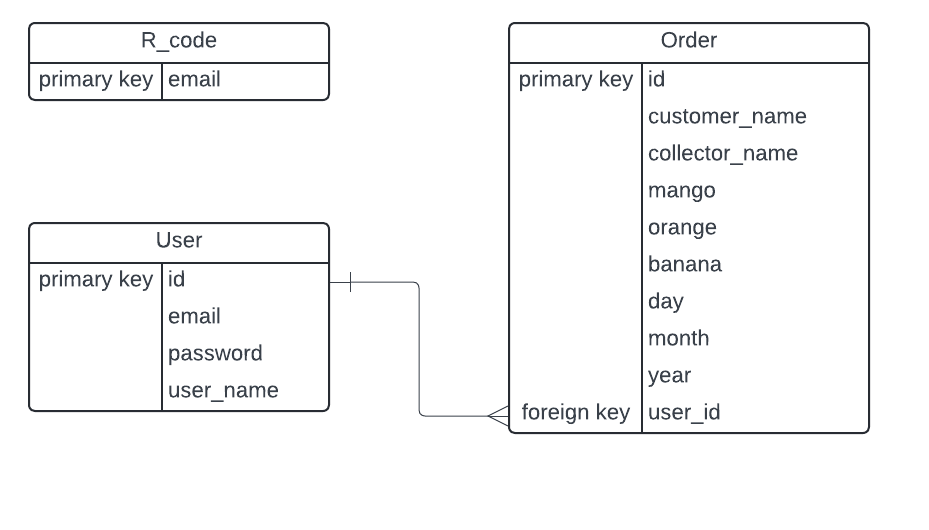 R_code
primary key email
User
primary key id
email
password
user_name
Order
primary key id
customer_name
collector_name
mango
orange
banana
day
month
year
foreign key user_id